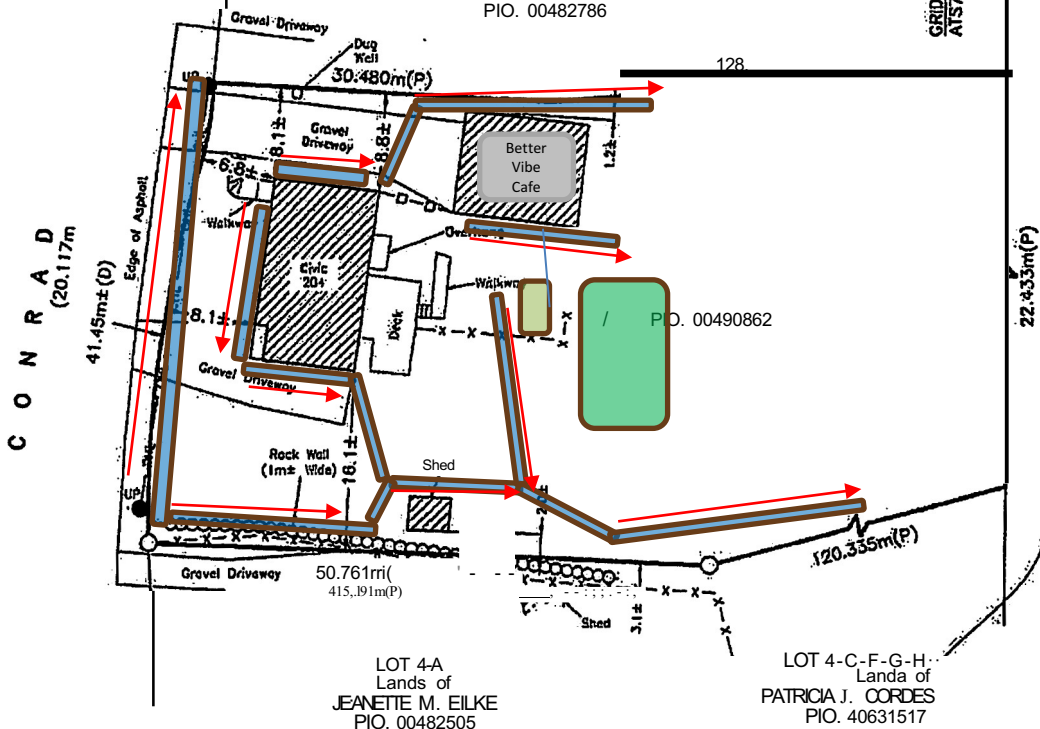 PIO. 00482786
GRID
Gravel Driveway
Dug
Well
UP
30.480m(P)
128.
Gravel
Driveway
8.1±
8.8±
1.2±
Better
Vibe
Cafe
6.8±
Walkway
Edge of Asphalt
CONRAD
(20.117m
41.45m±(D)
Civic
204
Deck
8.1±
/
PIO. 00490862
22.433m(P)
Gravel Driveway
Rock Wall
(1m± Wide)
16.1±
Shed
UP
120.335m(P)
Gravel Driveway
50.761rri(
415,.I91m(P)
Shed
3.1±
LOT 4-A
Lands of
JEANETTE M. EILKE
PIO. 00482505
LOT 4-C-F-G-H
Landa of
PATRICIA J. CORDES
PIO. 40631517